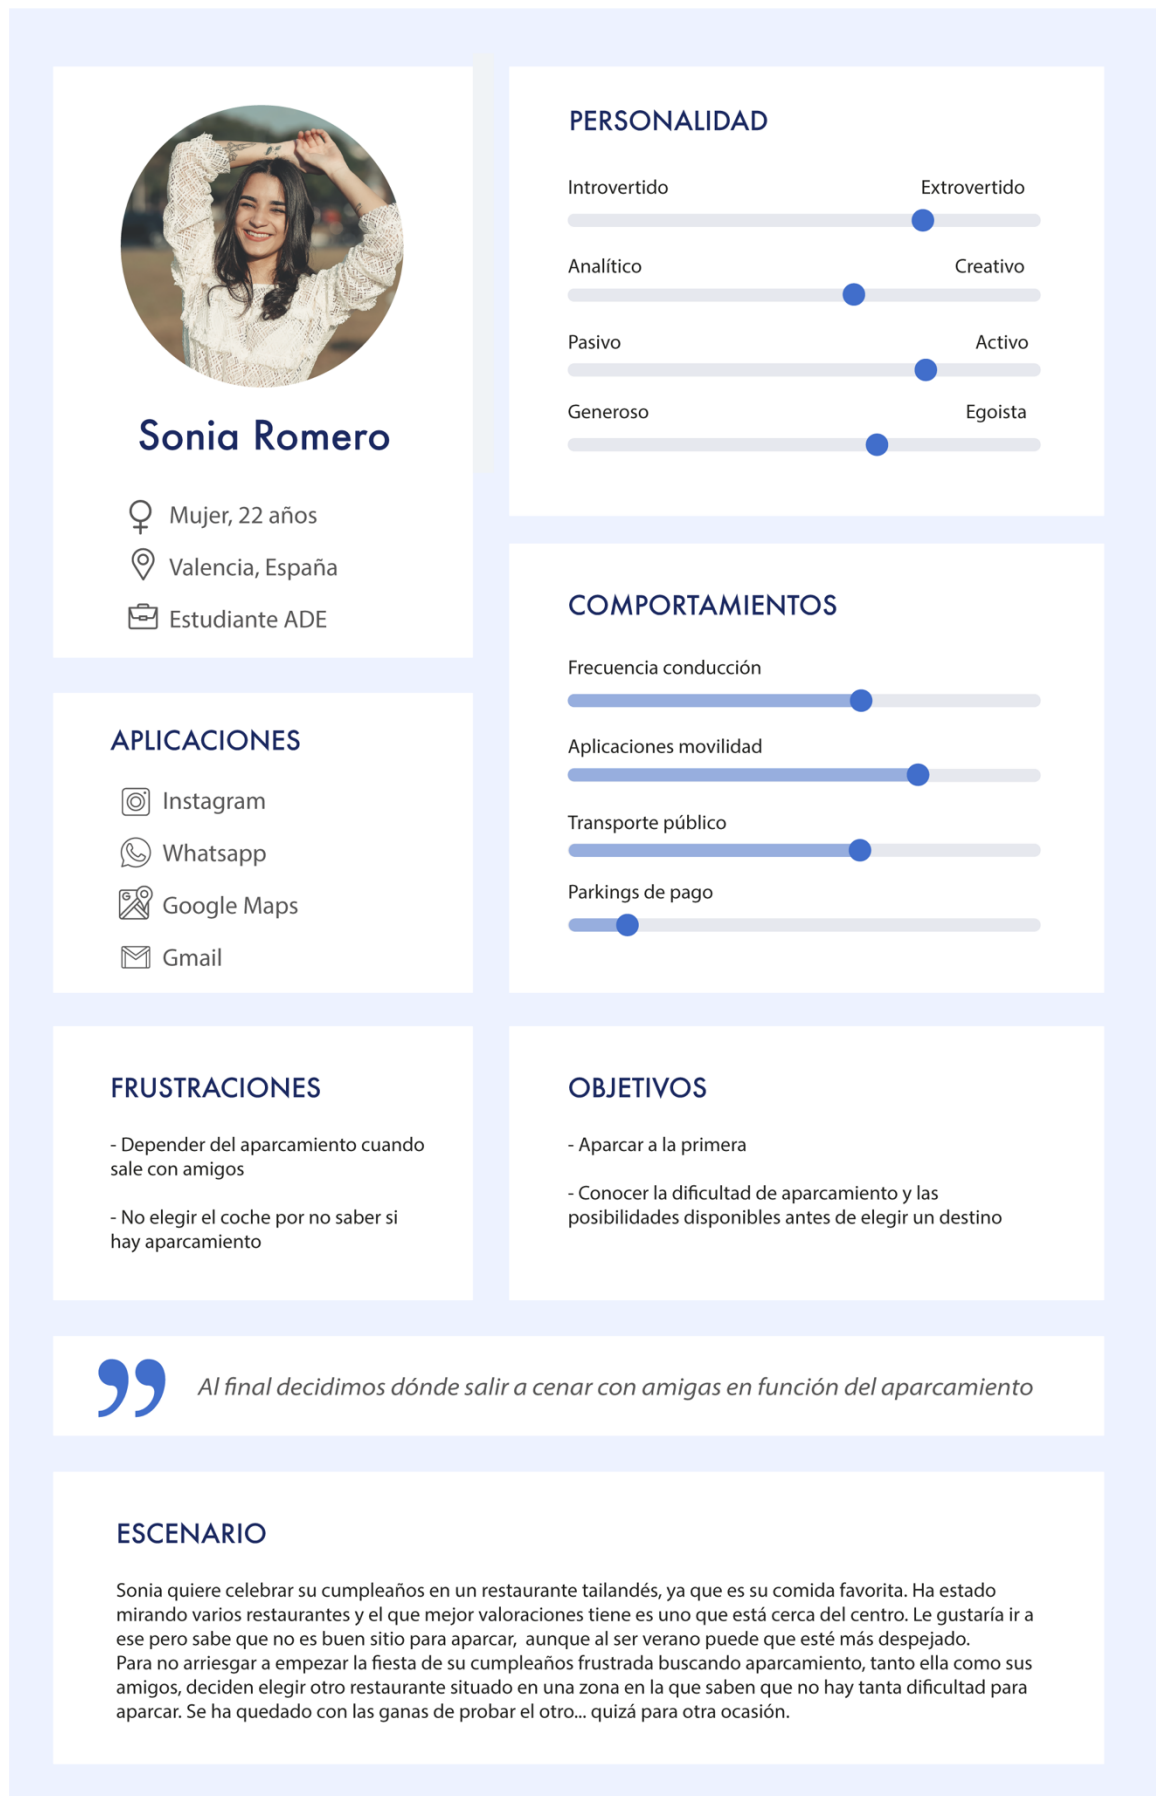 Sonia Romero
Mujer, 22 años
Valencia, España
Estudiante ADE
PERSONALIDAD
Introvertido Extrovertido
Analítico Creativo
Pasivo Activo
Generoso Egoista
APLICACIONES
Instagram
Whatsapp
Google Maps
Gmail
COMPORTAMIENTOS
Frecuencia conducción
Aplicaciones movilidad
Transporte público
Parkings de pago
FRUSTRACIONES
- Depender del aparcamiento cuando
sale con amigos
- No elegir el coche por no saber si
hay aparcamiento
OBJETIVOS
- Aparcar a la primera
- Conocer la dificultad de aparcamiento y las
posibilidades disponibles antes de elegir un destino
” Al final decidimos dónde salir a cenar con amigas en función del aparcamiento
ESCENARIO
Sonia quiere celebrar su cumpleaños en un restaurante tailandés, ya que es su comida favorita. Ha estado
mirando varios restaurantes y el que mejor valoraciones tiene es uno que está cerca del centro. Le gustaría ir a
ese pero sabe que no es buen sitio para aparcar, aunque al ser verano puede que esté más despejado.
Para no arriesgar a empezar la fiesta de su cumpleaños frustrada buscando aparcamiento, tanto ella como sus
amigos, deciden elegir otro restaurante situado en una zona en la que saben que no hay tanta dificultad para
aparcar. Se ha quedado con las ganas de probar el otro... quizá para otra ocasión.